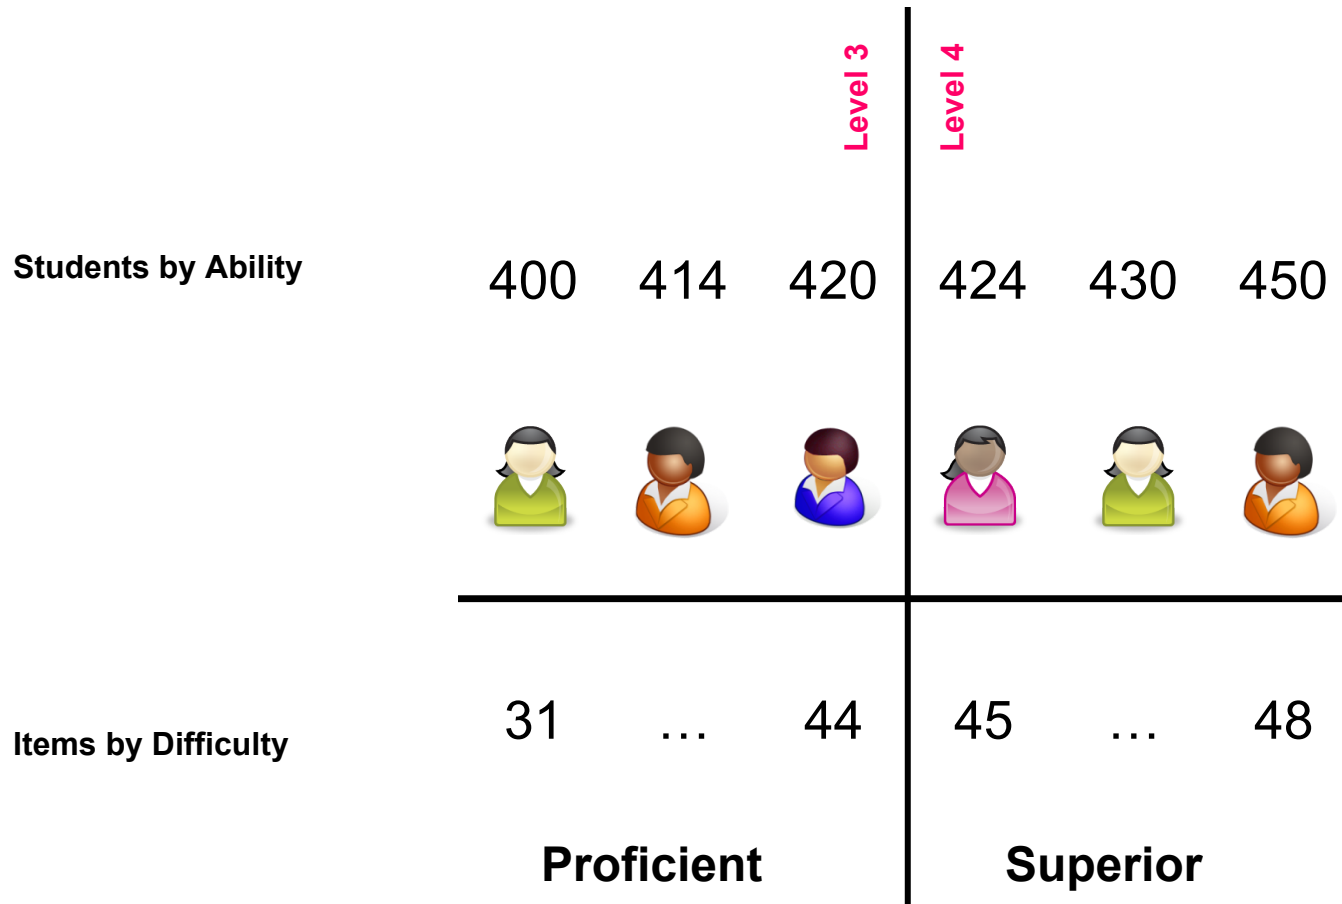 Level 3
Level 4
Students by Ability
400 414 420 424 430 450
Items by Difficulty
31 … 44 45 … 48
Proficient Superior